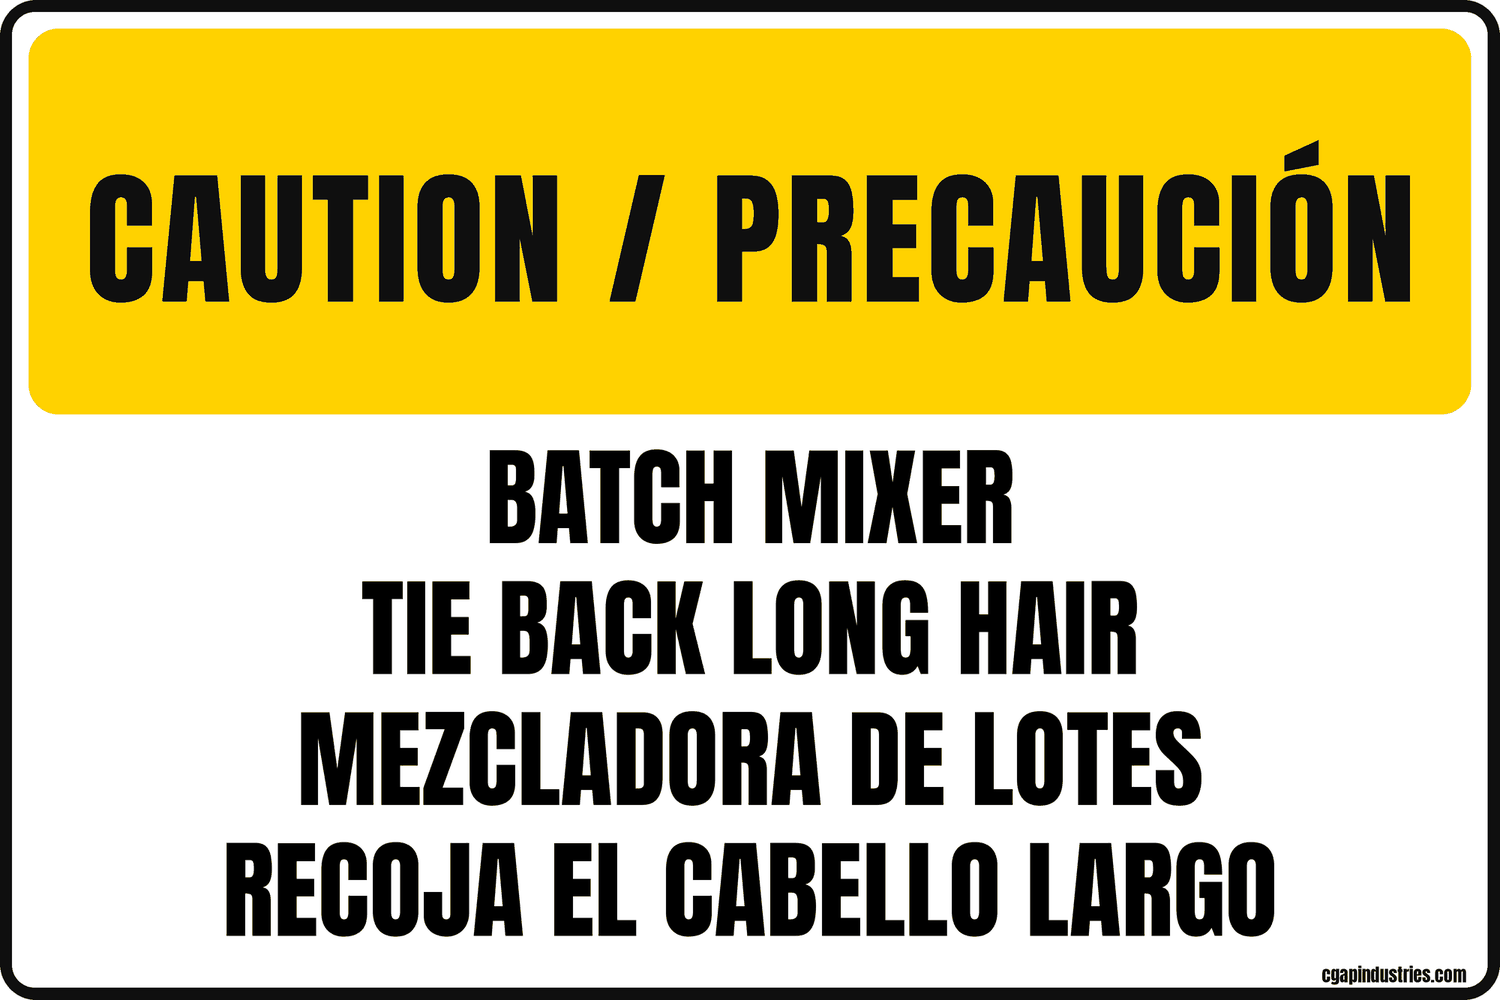 CAUTION / PRECAUCIÓN
BATCH MIXER
TIE BACK LONG HAIR
MEZCLADORA DE LOTES
RECOJA EL CABELLO LARGO
cgapindustries.com